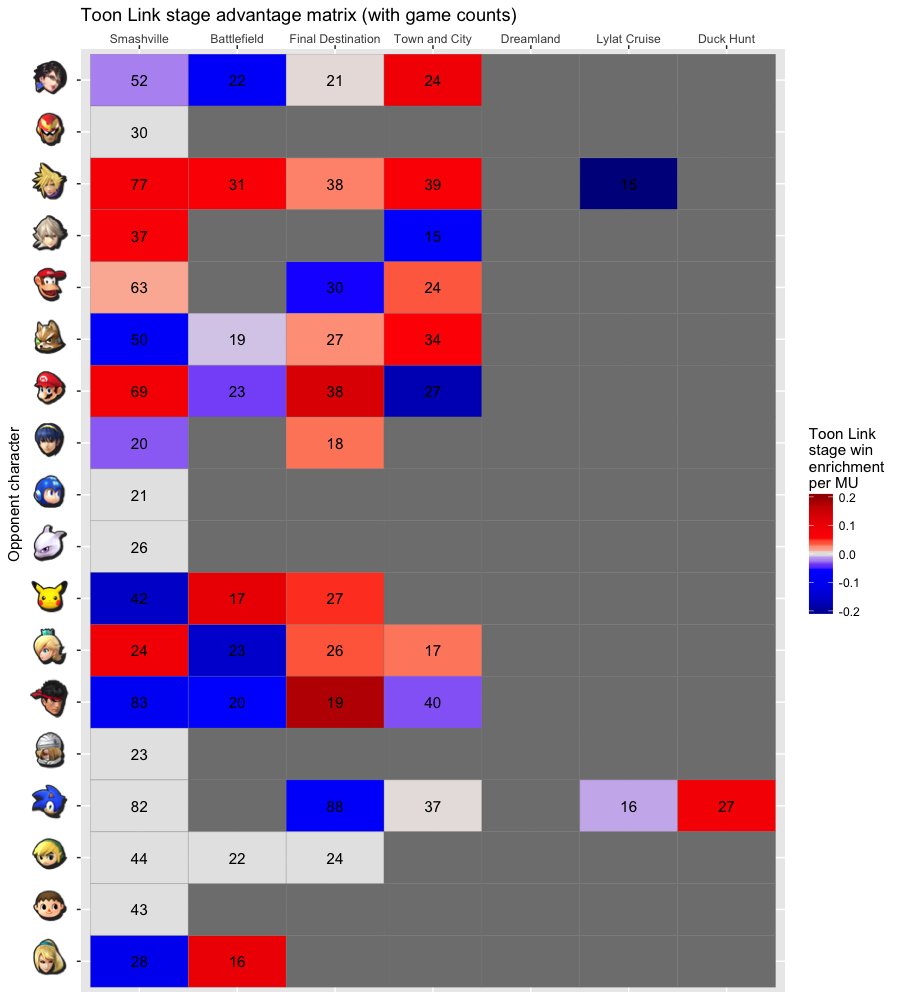 Toon Link stage advantage matrix (with game counts)
Smashville Battlefield Final Destination Town and City Dreamland Lylat Cruise Duck Hunt
52 22 21 24
30
77 31 38 39 15
37 15
63 30 24
50 19 27 34
69 23 38 27
20 18
21
26
42 17 27
24 23 26 17
83 20 19 40
23
82 88 37 16 27
44 22 24
43
28 16
Opponent character
Toon Link
stage win
enrichment
per MU
0.2
0.1
0.0
-0.1
-0.2